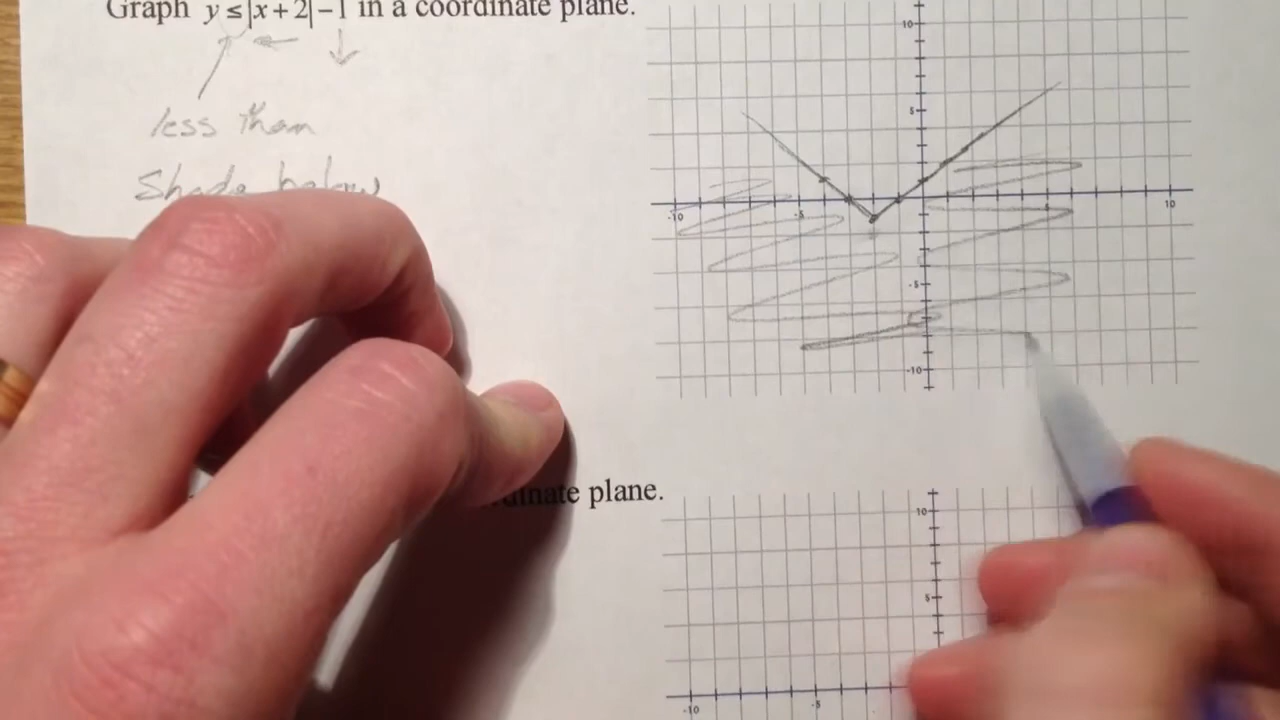 Graph y ≤ |x + 2| − 1 in a coordinate plane.
less than
Shade below
10
5
-10
-5
10
-5
-10
dinate plane.
10
5
-10
-5